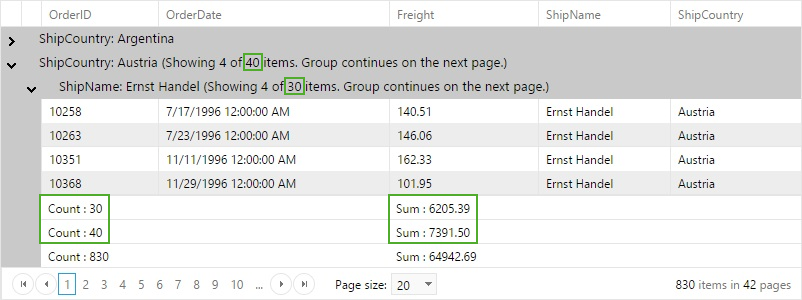 OrderID OrderDate Freight ShipName ShipCountry
ShipCountry: Argentina
ShipCountry: Austria (Showing 4 of 40 items. Group continues on the next page.)
ShipName: Ernst Handel (Showing 4 of 30 items. Group continues on the next page.)
10258 7/17/1996 12:00:00 AM 140.51 Ernst Handel Austria
10263 7/23/1996 12:00:00 AM 146.06 Ernst Handel Austria
10351 11/11/1996 12:00:00 AM 162.33 Ernst Handel Austria
10368 11/29/1996 12:00:00 AM 101.95 Ernst Handel Austria
Count : 30 Sum : 6205.39
Count : 40 Sum : 7391.50
Count : 830 Sum : 64942.69
1 2 3 4 5 6 7 8 9 10 ... Page size: 20 830 items in 42 pages